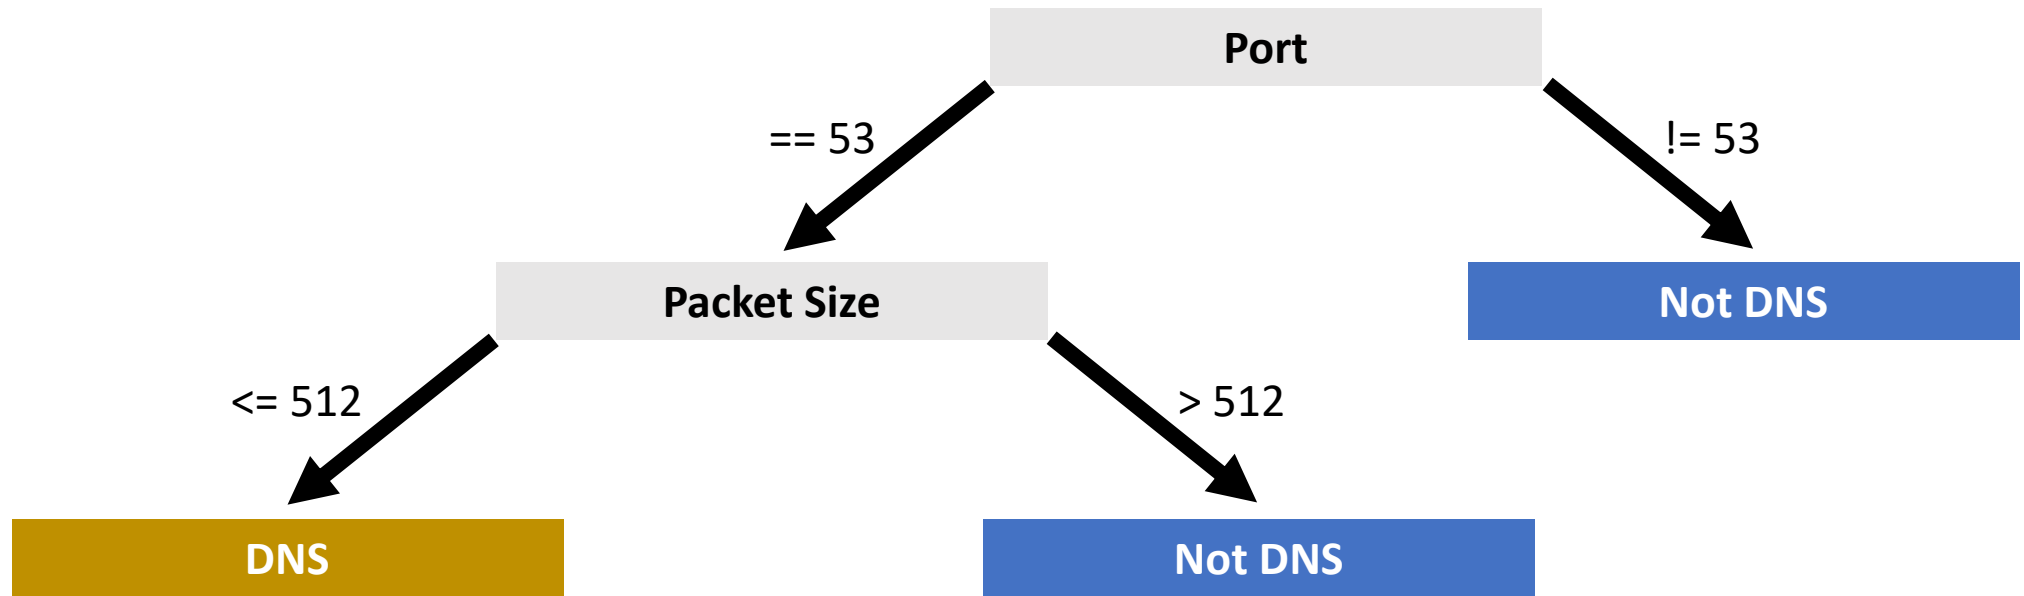 Port
== 53
!= 53
Packet Size
Not DNS
<= 512
> 512
DNS
Not DNS